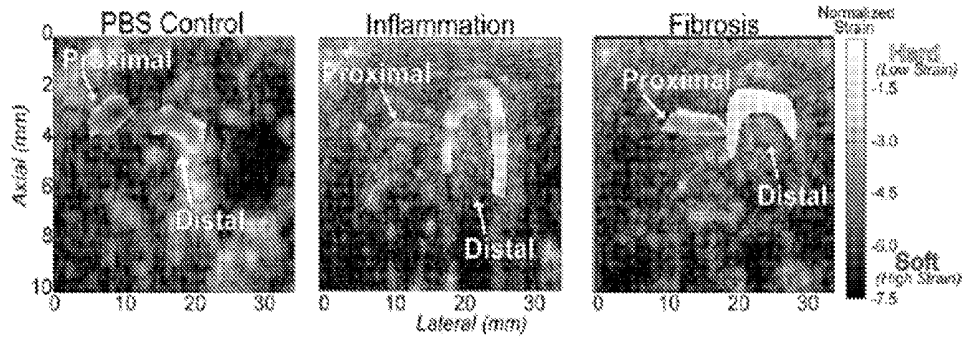 PBS Control
Inflammation
Fibrosis
Normalized
Strain
0
2
4
6
8
10
Axial (mm)
Proximal
Distal
0 10 20 30
Proximal
Distal
0 10 20 30
Lateral (mm)
Proximal
Distal
0 10 20 30
Hard
(Low Strain)
-1.5
-3.0
-4.5
-6.0
Soft
(High Strain)
-7.5